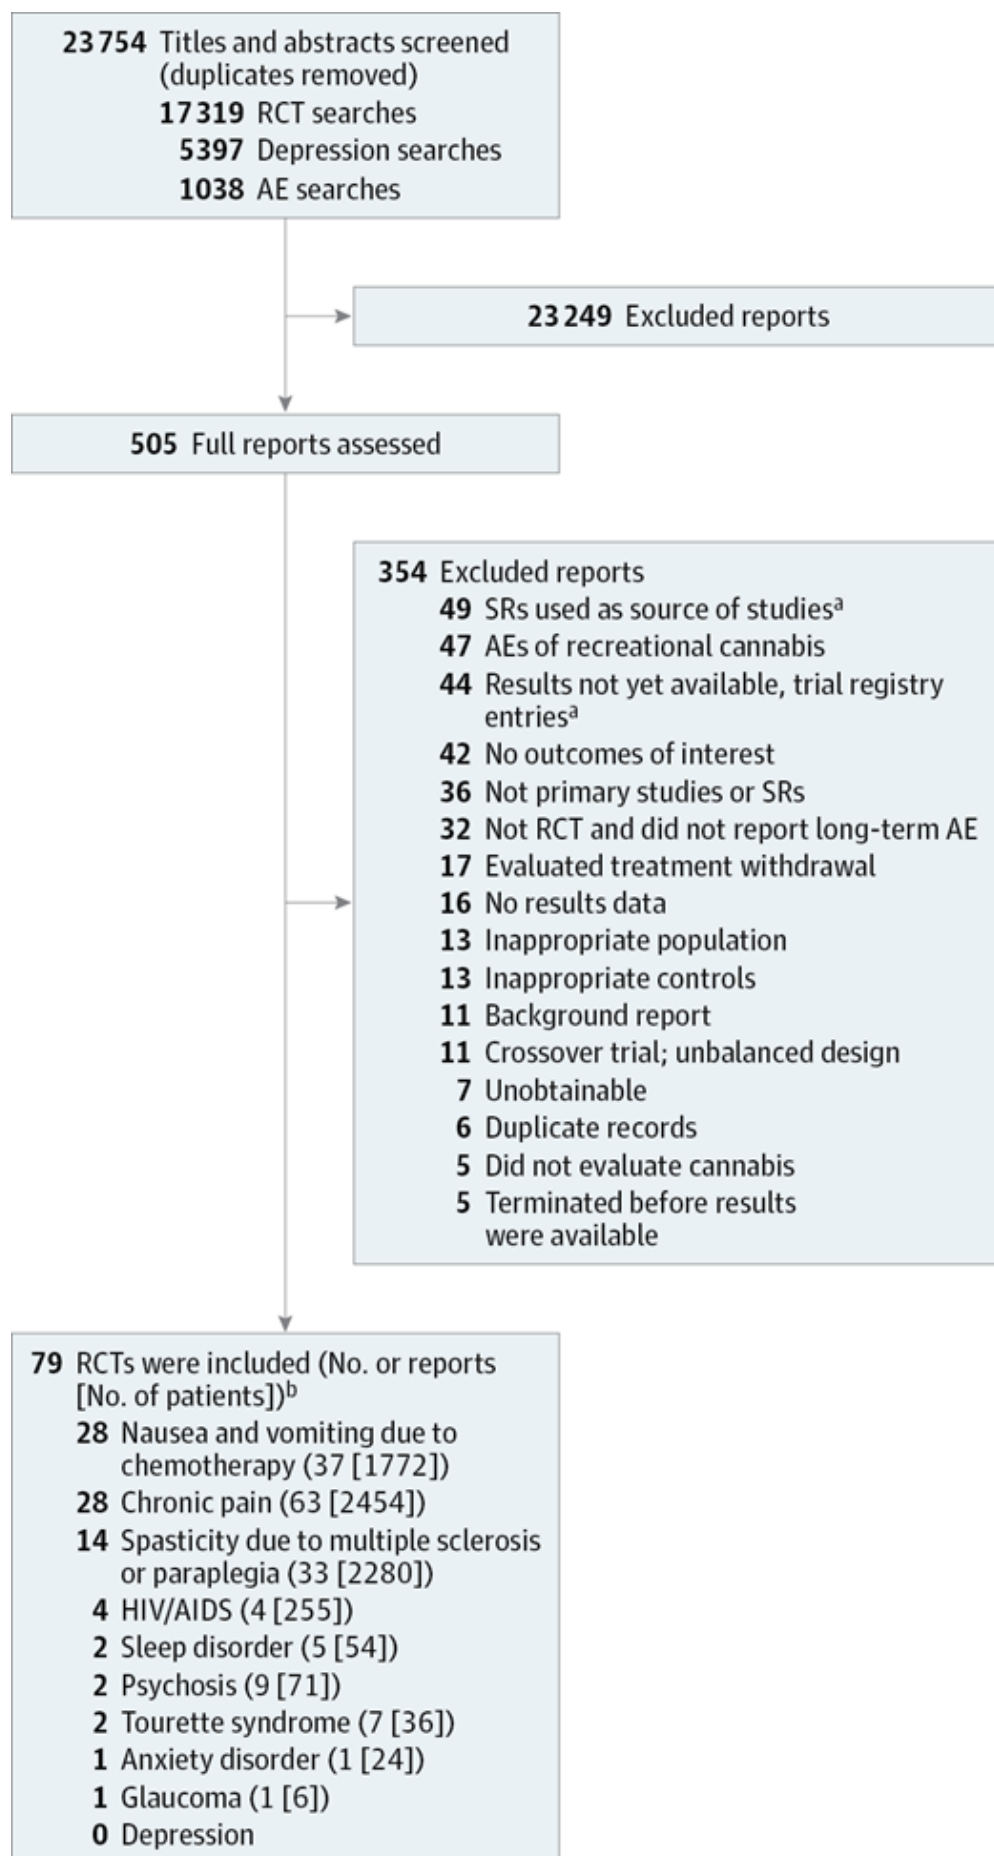 23 754 Titles and abstracts screened
(duplicates removed)
17 319 RCT searches
5397 Depression searches
1038 AE searches
23 249 Excluded reports
505 Full reports assessed
354 Excluded reports
49 SRs used as source of studiesa
47 AEs of recreational cannabis
44 Results not yet available, trial registry
entriesa
42 No outcomes of interest
36 Not primary studies or SRs
32 Not RCT and did not report long-term AE
17 Evaluated treatment withdrawal
16 No results data
13 Inappropriate population
13 Inappropriate controls
11 Background report
11 Crossover trial; unbalanced design
7 Unobtainable
6 Duplicate records
5 Did not evaluate cannabis
5 Terminated before results
were available
79 RCTs were included (No. or reports
[No. of patients])b
28 Nausea and vomiting due to
chemotherapy (37 [1772])
28 Chronic pain (63 [2454])
14 Spasticity due to multiple sclerosis
or paraplegia (33 [2280])
4 HIV/AIDS (4 [255])
2 Sleep disorder (5 [54])
2 Psychosis (9 [71])
2 Tourette syndrome (7 [36])
1 Anxiety disorder (1 [24])
1 Glaucoma (1 [6])
0 Depression